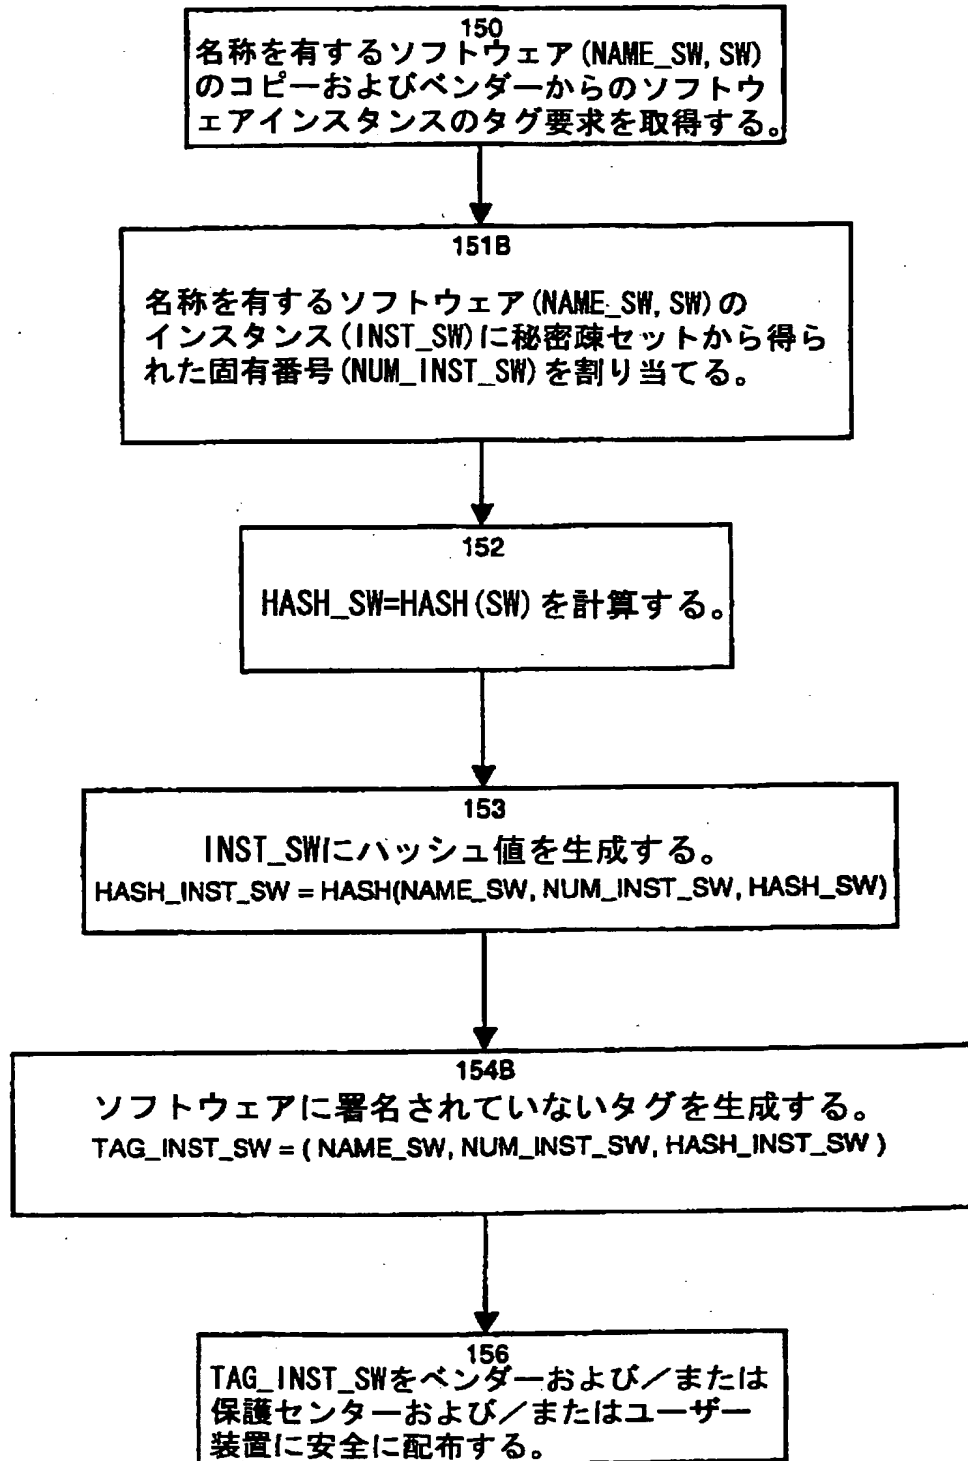 150
名称を有するソフトウェア(NAME_SW,SW)
のコピーおよびベンダーからのソフトウ
ェアインスタンスのタグ要求を取得する。
151B
名称を有するソフトウェア(NAME_SW,SW)の
インスタンス(INST_SW)に秘密疎セットから得ら
れた固有番号(NUM_INST_SW)を割り当てる。
152
HASH_SW=HASH(SW)を計算する。
153
INST_SWにハッシュ値を生成する。
HASH_INST_SW = HASH(NAME_SW, NUM_INST_SW, HASH_SW)
154B
ソフトウェアに署名されていないタグを生成する。
TAG_INST_SW = ( NAME_SW, NUM_INST_SW, HASH_INST_SW )
156
TAG_INST_SWをベンダーおよび／または
保護センターおよび／またはユーザー
装置に安全に配布する。